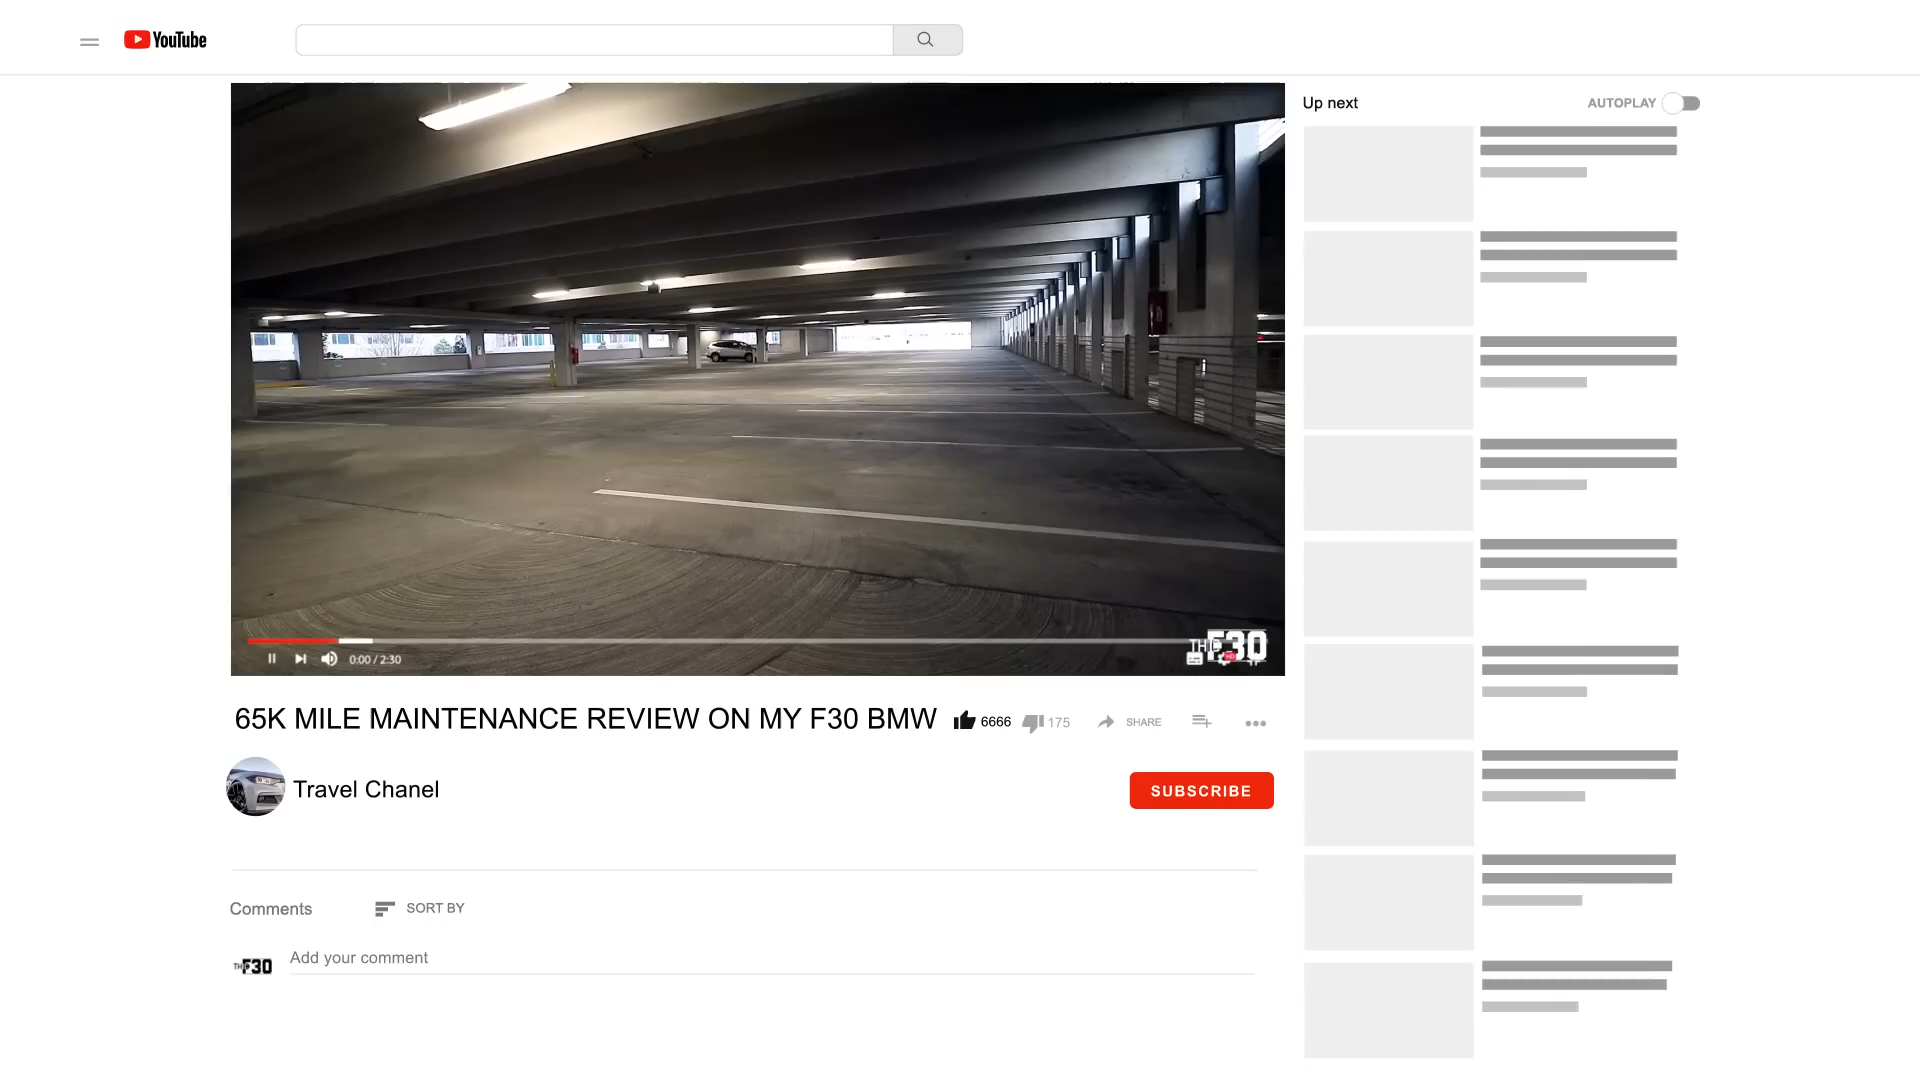 YouTube
Up next
AUTOPLAY
0:00 / 2:30
F30
65K MILE MAINTENANCE REVIEW ON MY F30 BMW
6666
175
SHARE
Travel Chanel
SUBSCRIBE
Comments
SORT BY
F30
Add your comment